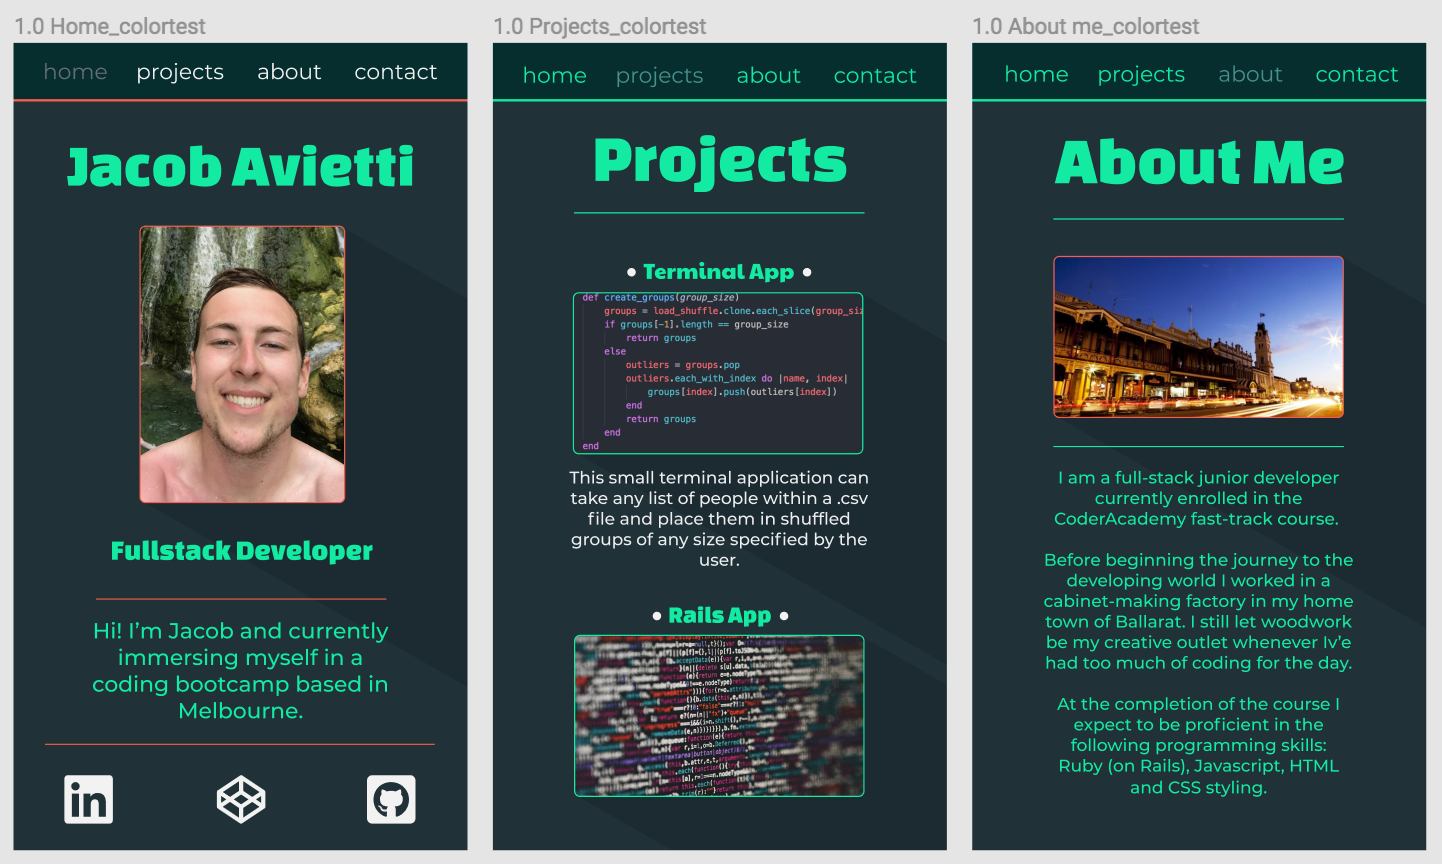 1.0 Home_colortest
home projects about contact
Jacob Avietti
Fullstack Developer
Hi! I'm Jacob and currently
immersing myself in a
coding bootcamp based in
Melbourne.
in
1.0 Projects_colortest
home projects about contact
Projects
• Terminal App •
def create_groups(group_size)
groups = load_shuffle.clone.each_slice(group_siz
if groups[-1].length == group_size
return groups
else
outliers = groups.pop
outliers.each_with_index do |name, index|
groups[index].push(outliers[index])
end
return groups
end
end
This small terminal application can
take any list of people within a .csv
file and place them in shuffled
groups of any size specified by the
user.
• Rails App •
1.0 About me_colortest
home projects about contact
About Me
I am a full-stack junior developer
currently enrolled in the
CoderAcademy fast-track course.
Before beginning the journey to the
developing world I worked in a
cabinet-making factory in my home
town of Ballarat. I still let woodwork
be my creative outlet whenever Iv'e
had too much of coding for the day.
At the completion of the course I
expect to be proficient in the
following programming skills:
Ruby (on Rails), Javascript, HTML
and CSS styling.